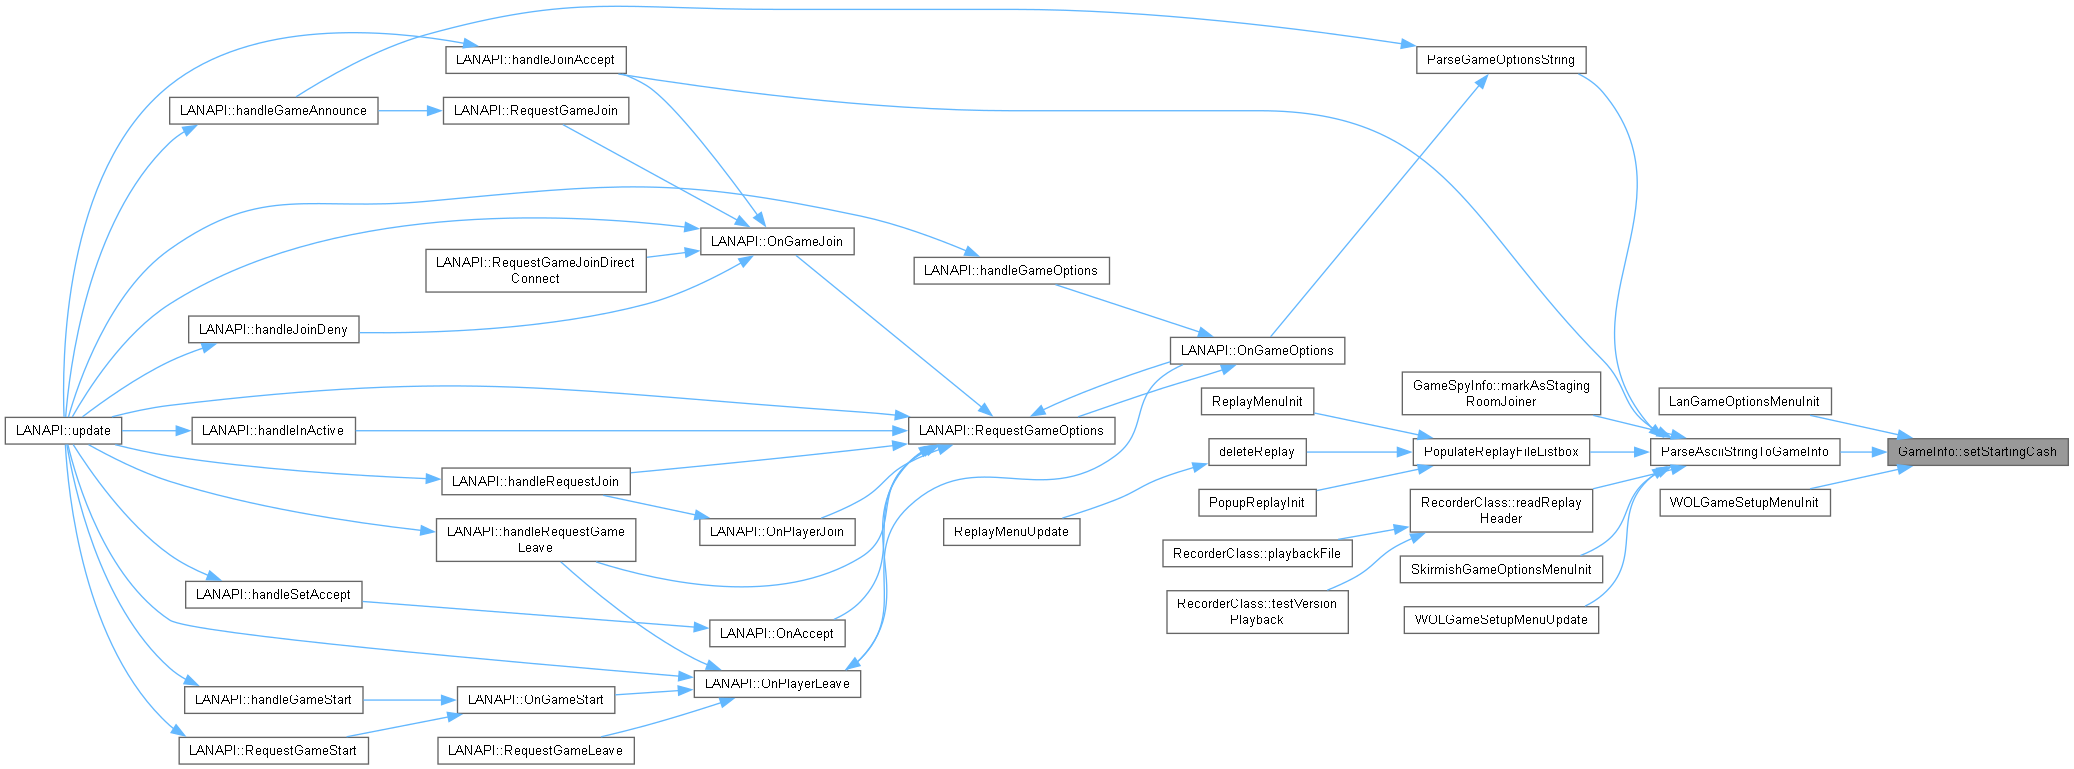 LANAPI::handleJoinAccept
ParseGameOptionsString
LANAPI::handleGameAnnounce
LANAPI::RequestGameJoin
LANAPI::OnGameJoin
LANAPI::RequestGameJoinDirect
Connect
LANAPI::handleGameOptions
LANAPI::handleJoinDeny
LANAPI::OnGameOptions
GameSpyInfo::markAsStaging
RoomJoiner
ReplayMenuInit
LanGameOptionsMenuInit
LANAPI::update
LANAPI::handleInActive
LANAPI::RequestGameOptions
deleteReplay
PopulateReplayFileListbox
ParseAsciiStringToGameInfo
GameInfo::setStartingCash
LANAPI::handleRequestJoin
PopupReplayInit
RecorderClass::readReplay
Header
WOLGameSetupMenuInit
LANAPI::handleRequestGame
Leave
LANAPI::OnPlayerJoin
ReplayMenuUpdate
RecorderClass::playbackFile
SkirmishGameOptionsMenuInit
LANAPI::handleSetAccept
RecorderClass::testVersion
Playback
WOLGameSetupMenuUpdate
LANAPI::OnAccept
LANAPI::OnPlayerLeave
LANAPI::handleGameStart
LANAPI::OnGameStart
LANAPI::RequestGameStart
LANAPI::RequestGameLeave